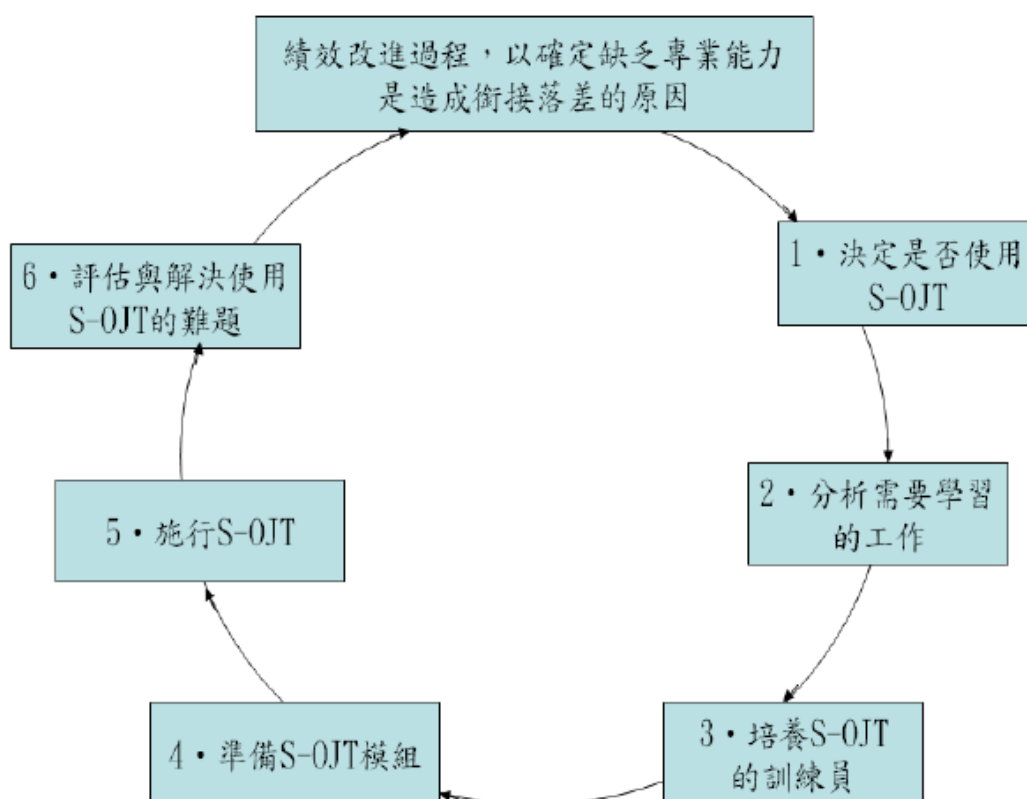 績效改進過程，以確定缺乏專業能力
是造成銜接落差的原因
1·決定是否使用
S-OJT
2·分析需要學習
的工作
3·培養S-OJT
的訓練員
4·準備S-OJT模組
5·施行S-OJT
6·評估與解決使用
S-OJT的難題